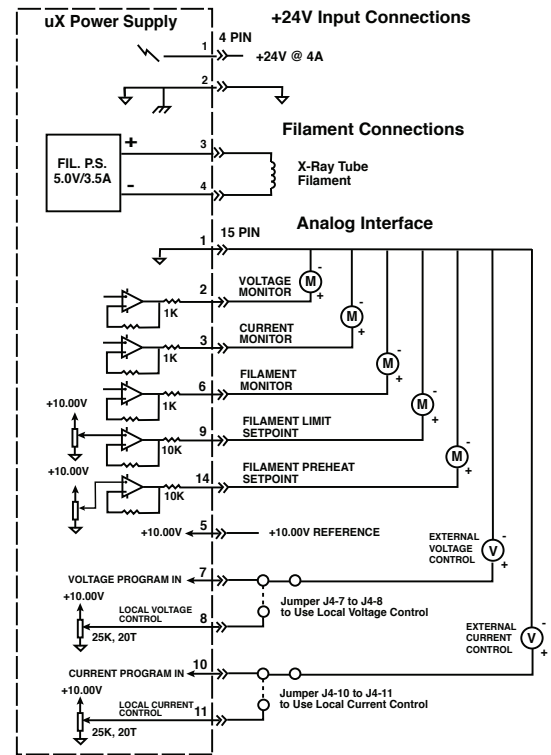 uX Power Supply
+24V Input Connections
4 PIN
1
+24V @ 4A
2
Filament Connections
FIL. P.S.
5.0V/3.5A
+
3
-
4
X-Ray Tube
Filament
Analog Interface
15 PIN
1
2
VOLTAGE
MONITOR
1K
M
-
+
3
CURRENT
MONITOR
1K
M
-
+
6
FILAMENT
MONITOR
1K
M
-
+
+10.00V
9
FILAMENT LIMIT
SETPOINT
10K
M
-
+
+10.00V
14
FILAMENT PREHEAT
SETPOINT
10K
M
-
+
+10.00V
5
+10.00V REFERENCE
EXTERNAL
VOLTAGE
CONTROL
V
-
+
VOLTAGE PROGRAM IN
7
+10.00V
LOCAL VOLTAGE
CONTROL
8
25K, 20T
Jumper J4-7 to J4-8
to Use Local Voltage Control
EXTERNAL
CURRENT
CONTROL
V
-
+
CURRENT PROGRAM IN
10
+10.00V
LOCAL CURRENT
CONTROL
11
25K, 20T
Jumper J4-10 to J4-11
to Use Local Current Control